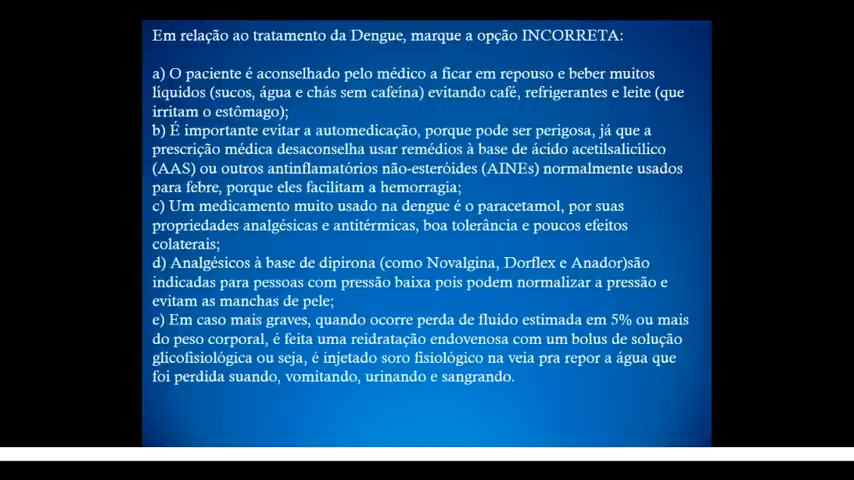 Em relação ao tratamento da Dengue, marque a opção INCORRETA:
a) O paciente é aconselhado pelo médico a ficar em repouso e beber muitos
líquidos (sucos, água e chás sem cafeína) evitando café, refrigerantes e leite (que
irritam o estômago);
b) É importante evitar a automedicação, porque pode ser perigosa, já que a
prescrição médica desaconselha usar remédios à base de ácido acetilsalicílico
(AAS) ou outros antinflamatórios não-esteróides (AINEs) normalmente usados
para febre, porque eles facilitam a hemorragia;
c) Um medicamento muito usado na dengue é o paracetamol, por suas
propriedades analgésicas e antitérmicas, boa tolerância e poucos efeitos
colaterais;
d) Analgésicos à base de dipirona (como Novalgina, Dorflex e Anador)são
indicadas para pessoas com pressão baixa pois podem normalizar a pressão e
evitam as manchas de pele;
e) Em caso mais graves, quando ocorre perda de fluido estimada em 5% ou mais
do peso corporal, é feita uma reidratação endovenosa com um bolus de solução
glicofisiológica ou seja, é injetado soro fisiológico na veia pra repor a água que
foi perdida suando, vomitando, urinando e sangrando.